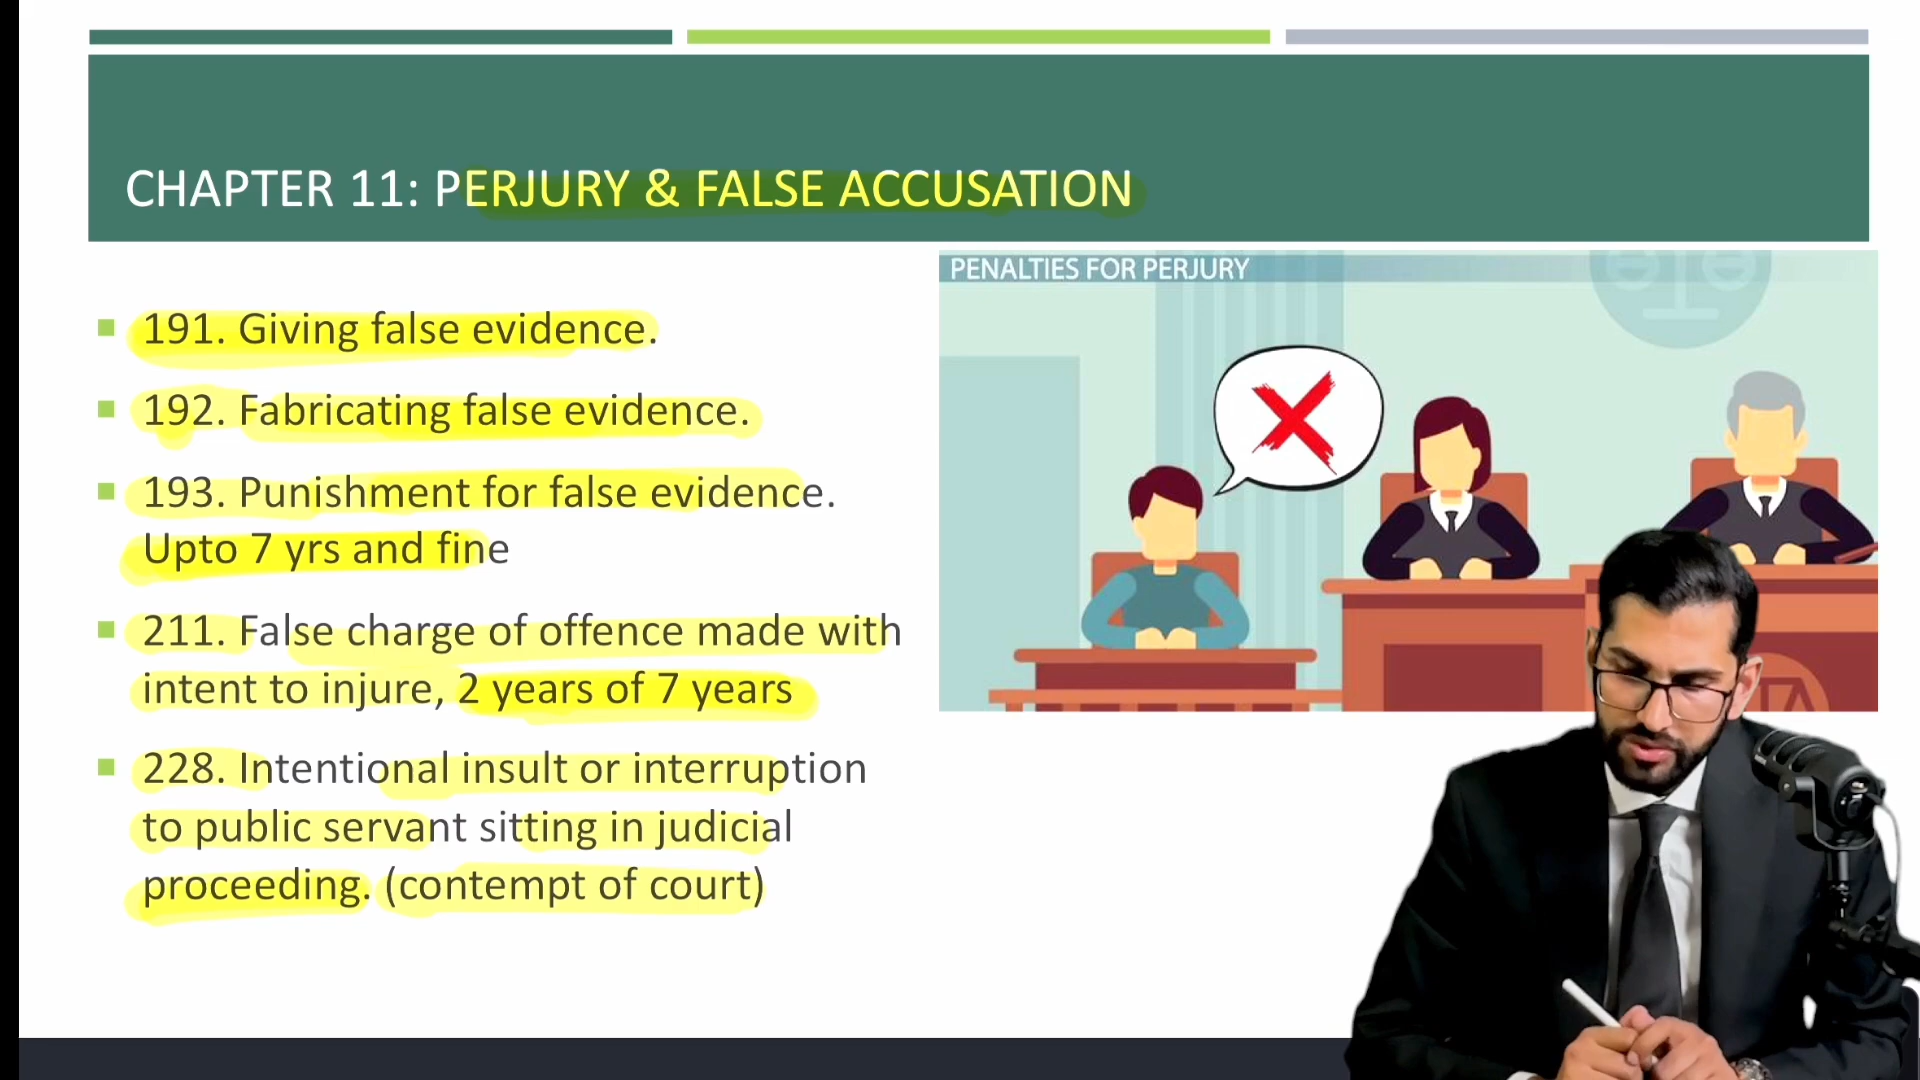 CHAPTER 11: PERJURY & FALSE ACCUSATION
191. Giving false evidence.
192. Fabricating false evidence.
193. Punishment for false evidence.
Upto 7 yrs and fine
211. False charge of offence made with
intent to injure, 2 years of 7 years
228. Intentional insult or interruption
to public servant sitting in judicial
proceeding. (contempt of court)
PENALTIES FOR PERJURY